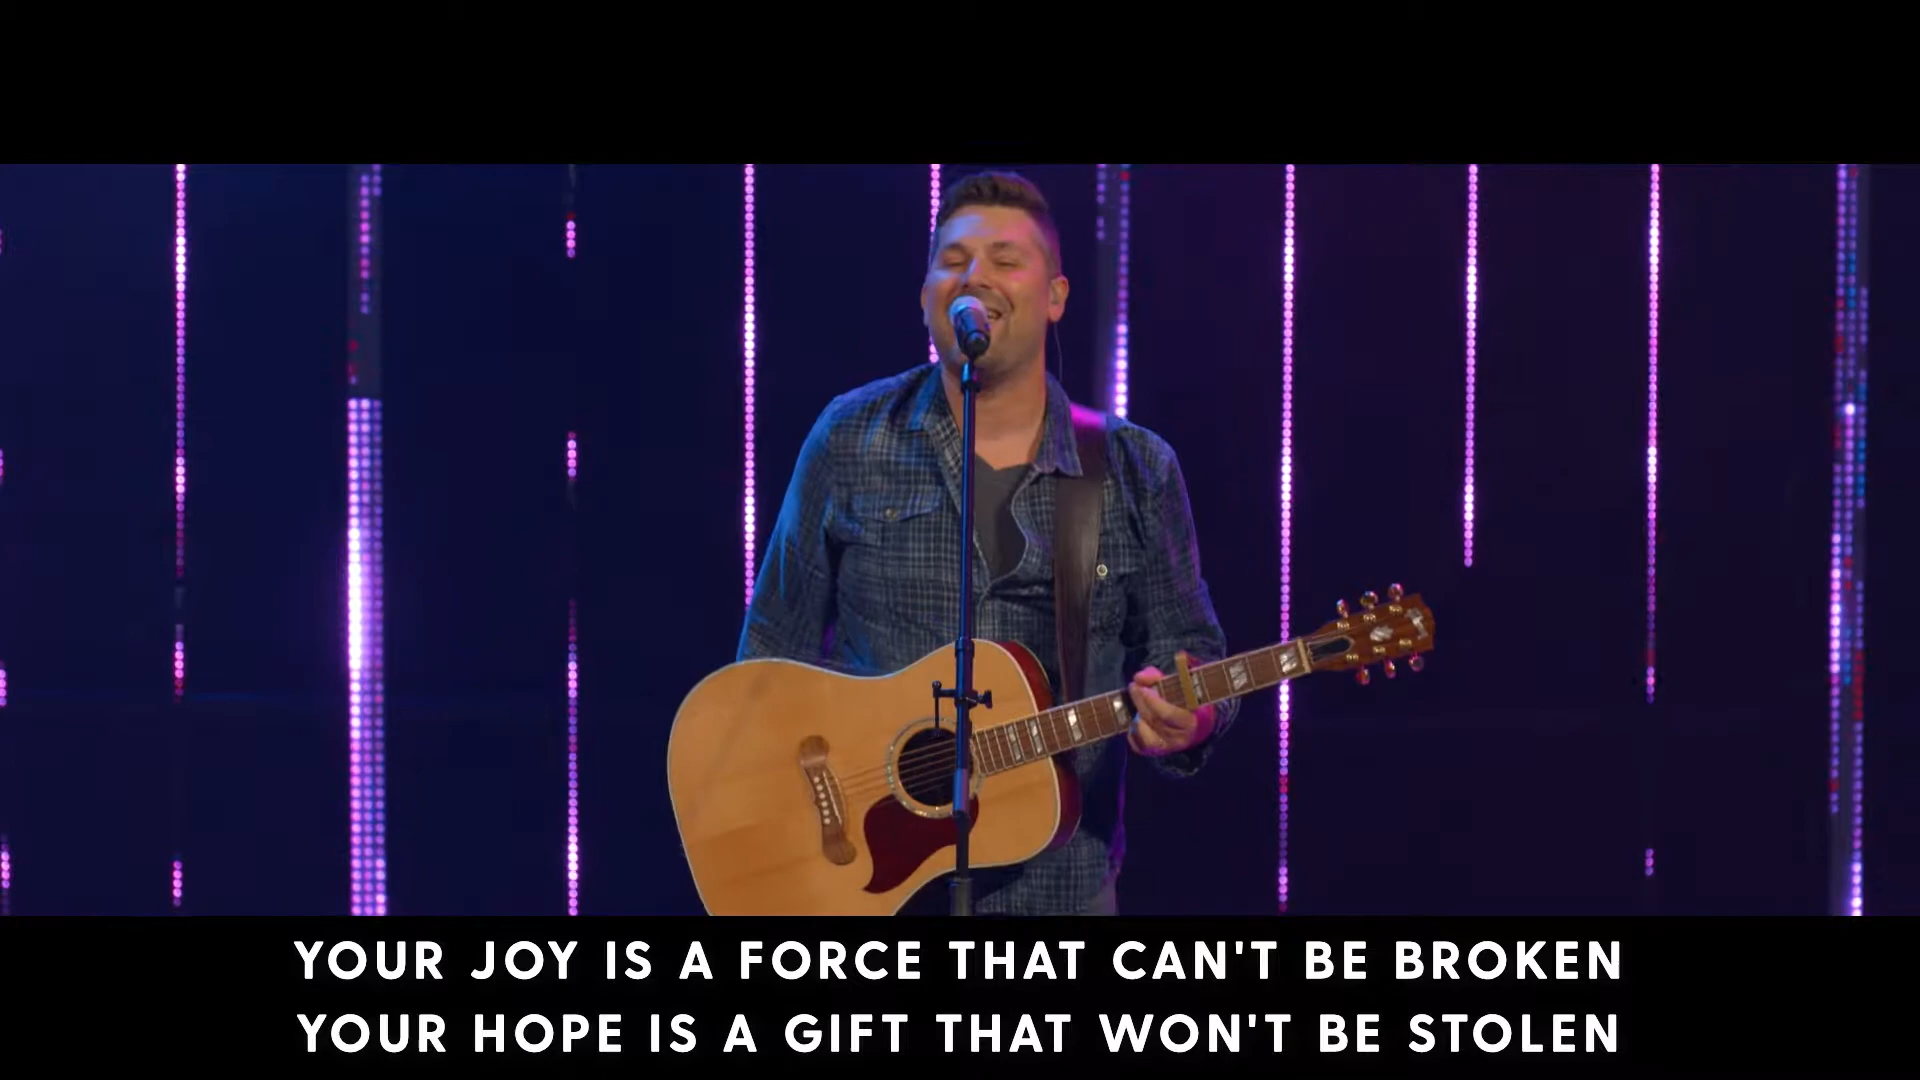 YOUR JOY IS A FORCE THAT CAN'T BE BROKEN
YOUR HOPE IS A GIFT THAT WON'T BE STOLEN